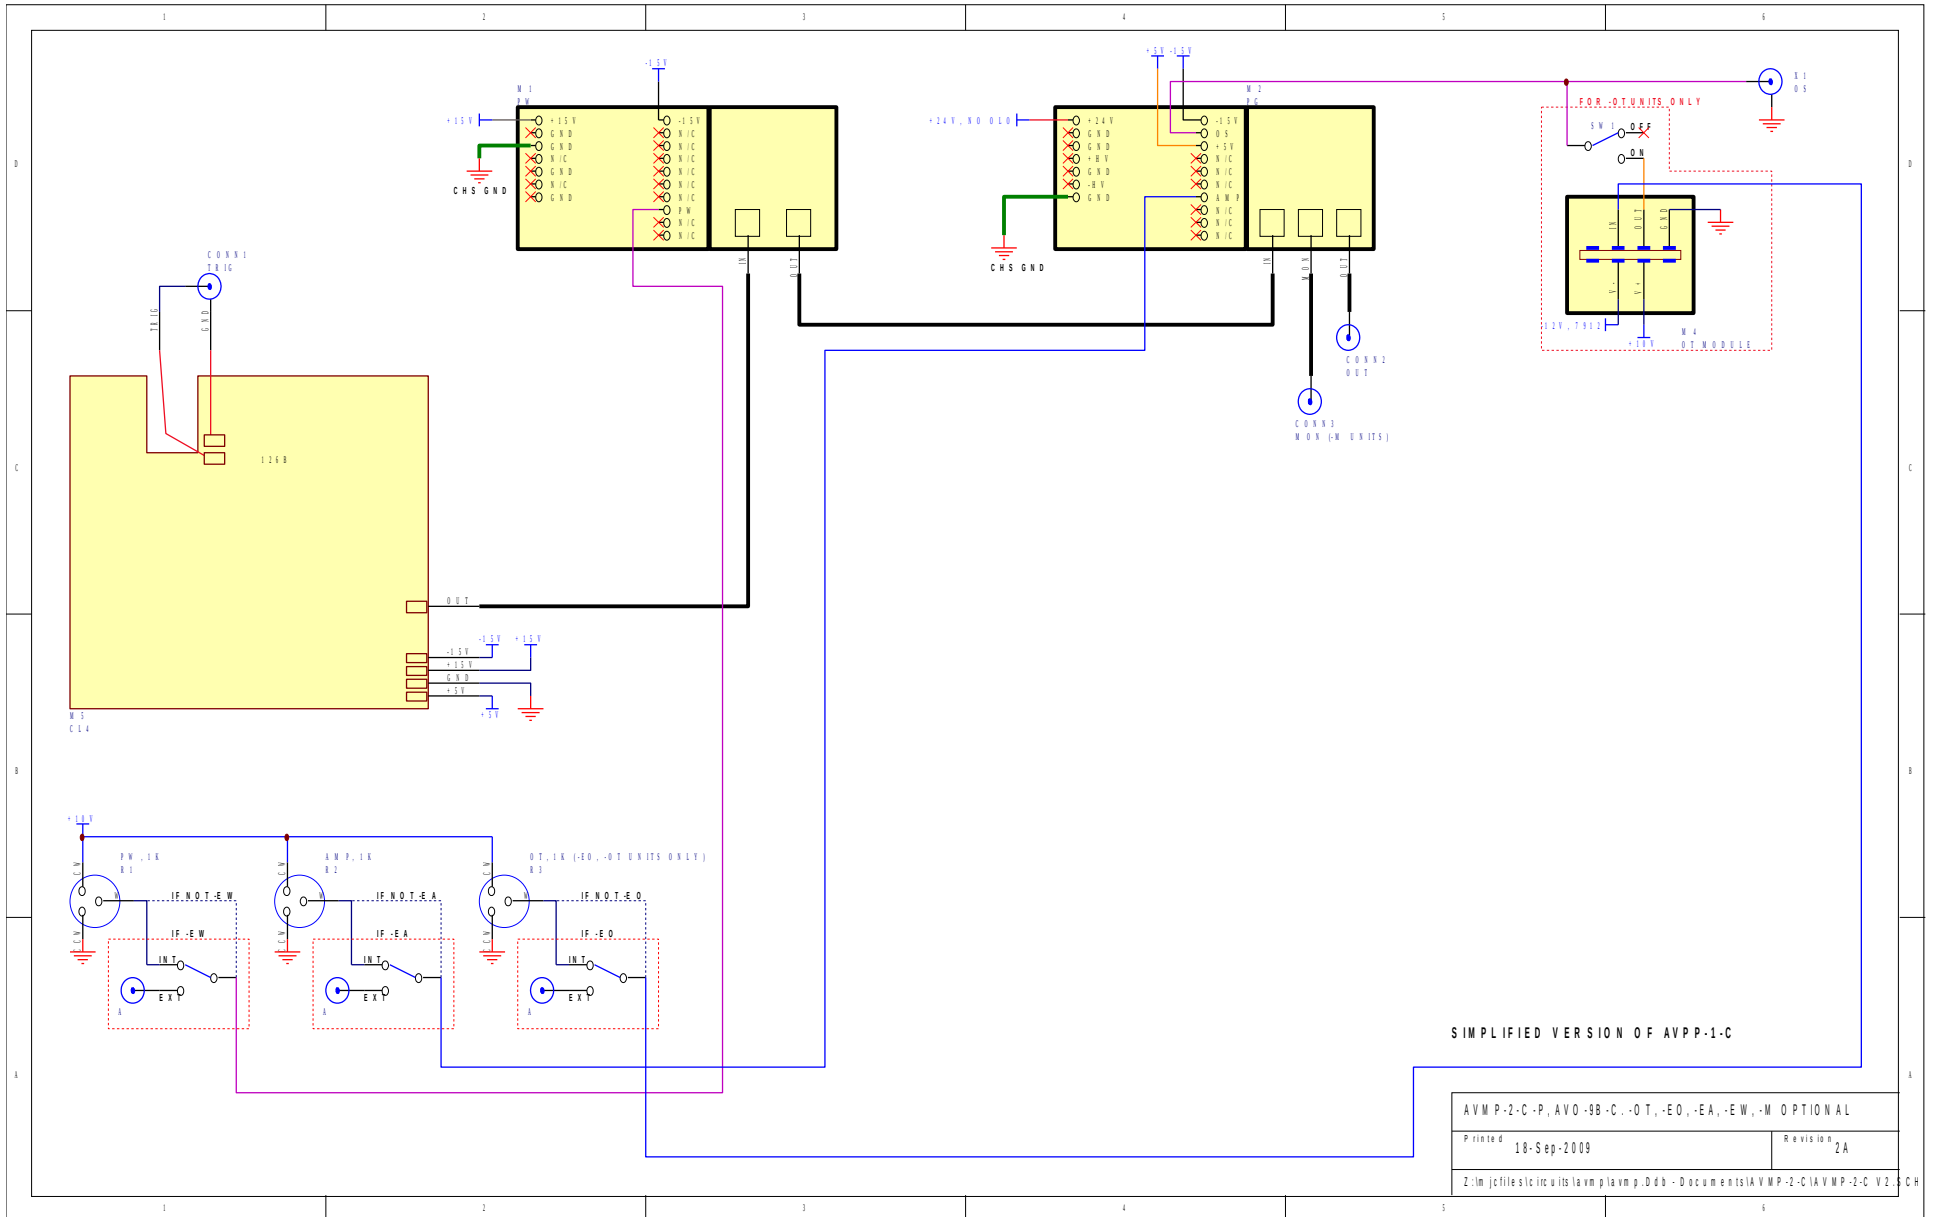 1 2 3 4 5 6
+5V -15V
-15V
X1
OS
M1
PW
M2
PG
FOR -OT UNITS ONLY
SW1
OFF
ON
+15V
+15V
GND
GND
N/C
GND
N/C
GND
-15V
N/C
N/C
N/C
N/C
N/C
N/C
PW
N/C
N/C
CHS GND
IN
OUT
+24V, NO OLO
+24V
GND
GND
+HV
GND
-HV
GND
-15V
OS
+5V
N/C
N/C
N/C
AMP
N/C
N/C
N/C
CHS GND
IN
MON
OUT
IN
OUT
GND
V-
V+
12V, 7912
+10V
M4
OT MODULE
D
D
CONN1
TRIG
TRIG
GND
CONN2
OUT
CONN3
MON (-M UNITS)
126B
C
C
OUT
-15V
+15V
-15V
+15V
GND
+5V
+5V
M5
CL4
B
B
+10V
PW, 1K
R1
AMP, 1K
R2
OT, 1K (-EO, -OT UNITS ONLY)
R3
CW
CW
CW
W
W
W
IF NOT -EW
IF NOT -EA
IF NOT -EO
CCW
CCW
CCW
IF -EW
IF -EA
IF -EO
INT
INT
INT
EXT
EXT
EXT
A
A
A
SIMPLIFIED VERSION OF AVPP-1-C
A
A
AVMP-2-C-P, AVO-9B-C. -OT, -EO, -EA, -EW, -M OPTIONAL
Printed
18-Sep-2009
Revision
2A
Z:\mjcfiles\circuits\avmp\avmp.Ddb - Documents\AVMP-2-C\AVMP-2-C V2.SCH
1 2 3 4 5 6